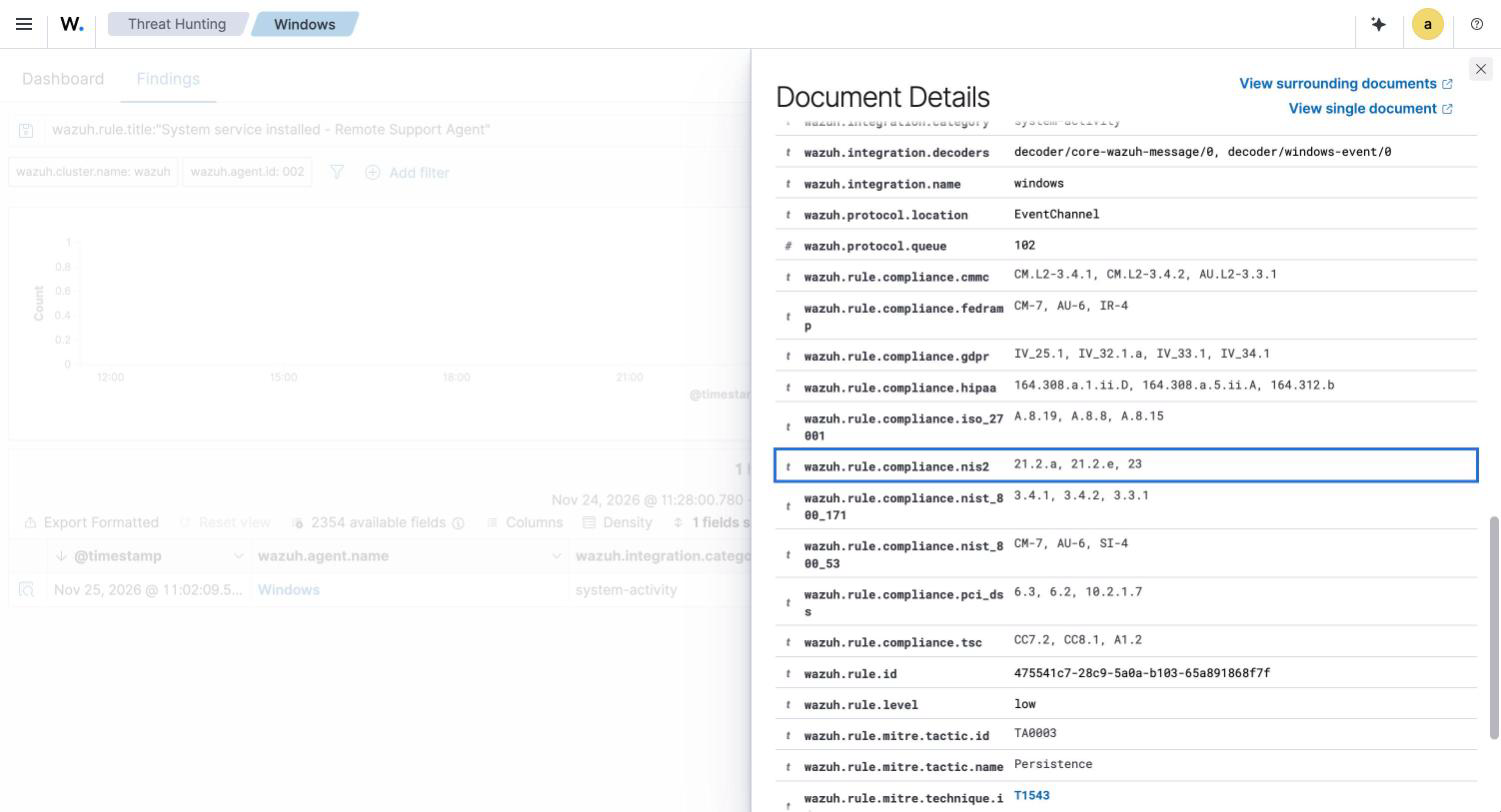 W.
Threat Hunting
Windows
a
Dashboard
Findings
wazuh.rule.title:"System service installed - Remote Support Agent"
wazuh.cluster.name: wazuh
wazuh.agent.id: 002
Add filter
1
0.8
0.6
0.4
0.2
0
Count
12:00
15:00
18:00
21:00
@timestar
1 h
Nov 24, 2026 @ 11:28:00.780 -
Export Formatted
Reset view
2354 available fields
Columns
Density
1 fields s
@timestamp
wazuh.agent.name
wazuh.integration.catego
Nov 25, 2026 @ 11:02:09.5...
Windows
system-activity
Document Details
View surrounding documents
View single document
t wazuh.integration.category system-activity
t wazuh.integration.decoders decoder/core-wazuh-message/0, decoder/windows-event/0
t wazuh.integration.name windows
t wazuh.protocol.location EventChannel
# wazuh.protocol.queue 102
t wazuh.rule.compliance.cmmc CM.L2-3.4.1, CM.L2-3.4.2, AU.L2-3.3.1
t wazuh.rule.compliance.fedram CM-7, AU-6, IR-4
p
t wazuh.rule.compliance.gdpr IV_25.1, IV_32.1.a, IV_33.1, IV_34.1
t wazuh.rule.compliance.hipaa 164.308.a.1.ii.D, 164.308.a.5.ii.A, 164.312.b
t wazuh.rule.compliance.iso_27 A.8.19, A.8.8, A.8.15
001
t wazuh.rule.compliance.nis2 21.2.a, 21.2.e, 23
t wazuh.rule.compliance.nist_8 3.4.1, 3.4.2, 3.3.1
00_171
t wazuh.rule.compliance.nist_8 CM-7, AU-6, SI-4
00_53
t wazuh.rule.compliance.pci_ds 6.3, 6.2, 10.2.1.7
s
t wazuh.rule.compliance.tsc CC7.2, CC8.1, A1.2
t wazuh.rule.id 475541c7-28c9-5a0a-b103-65a891868f7f
t wazuh.rule.level low
t wazuh.rule.mitre.tactic.id TA0003
t wazuh.rule.mitre.tactic.name Persistence
t wazuh.rule.mitre.technique.i T1543